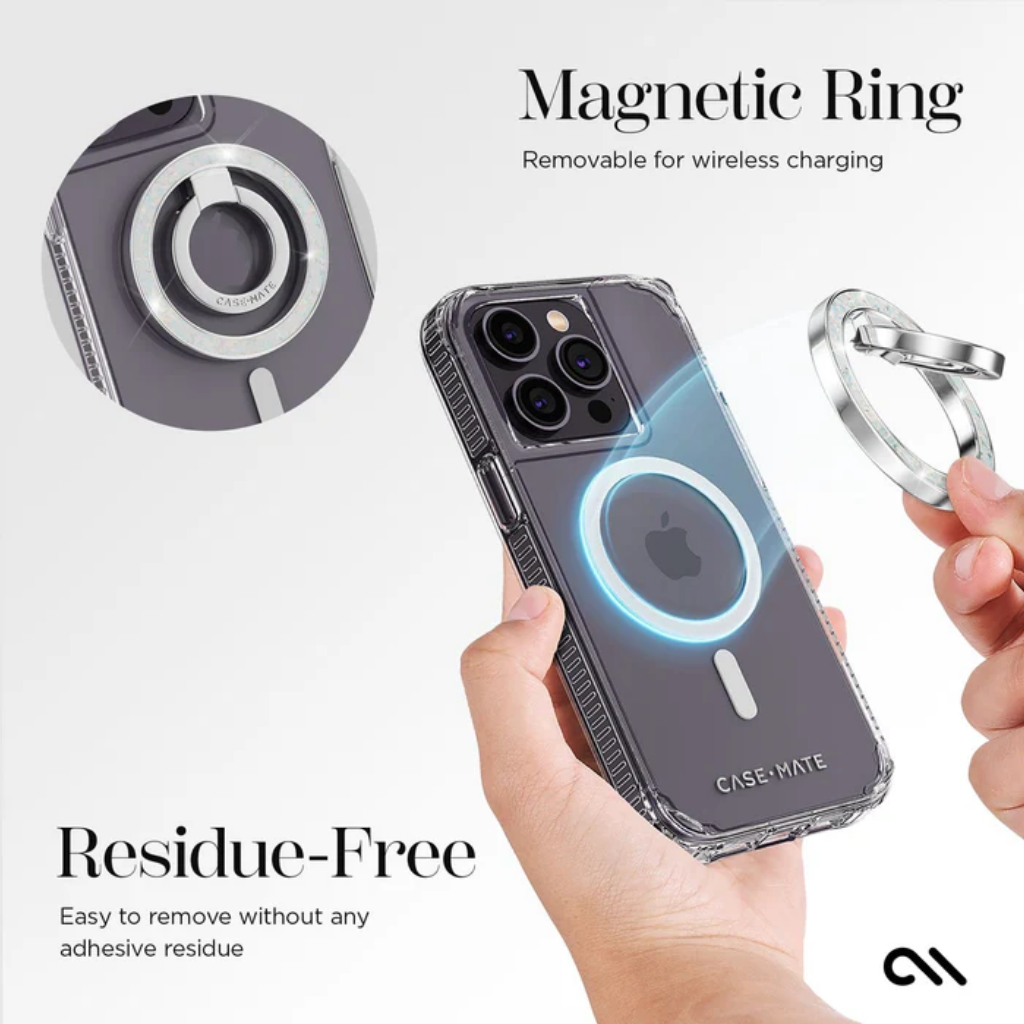 Magnetic Ring
Removable for wireless charging
CASE·MATE
CASE·MATE
Residue-Free
Easy to remove without any
adhesive residue